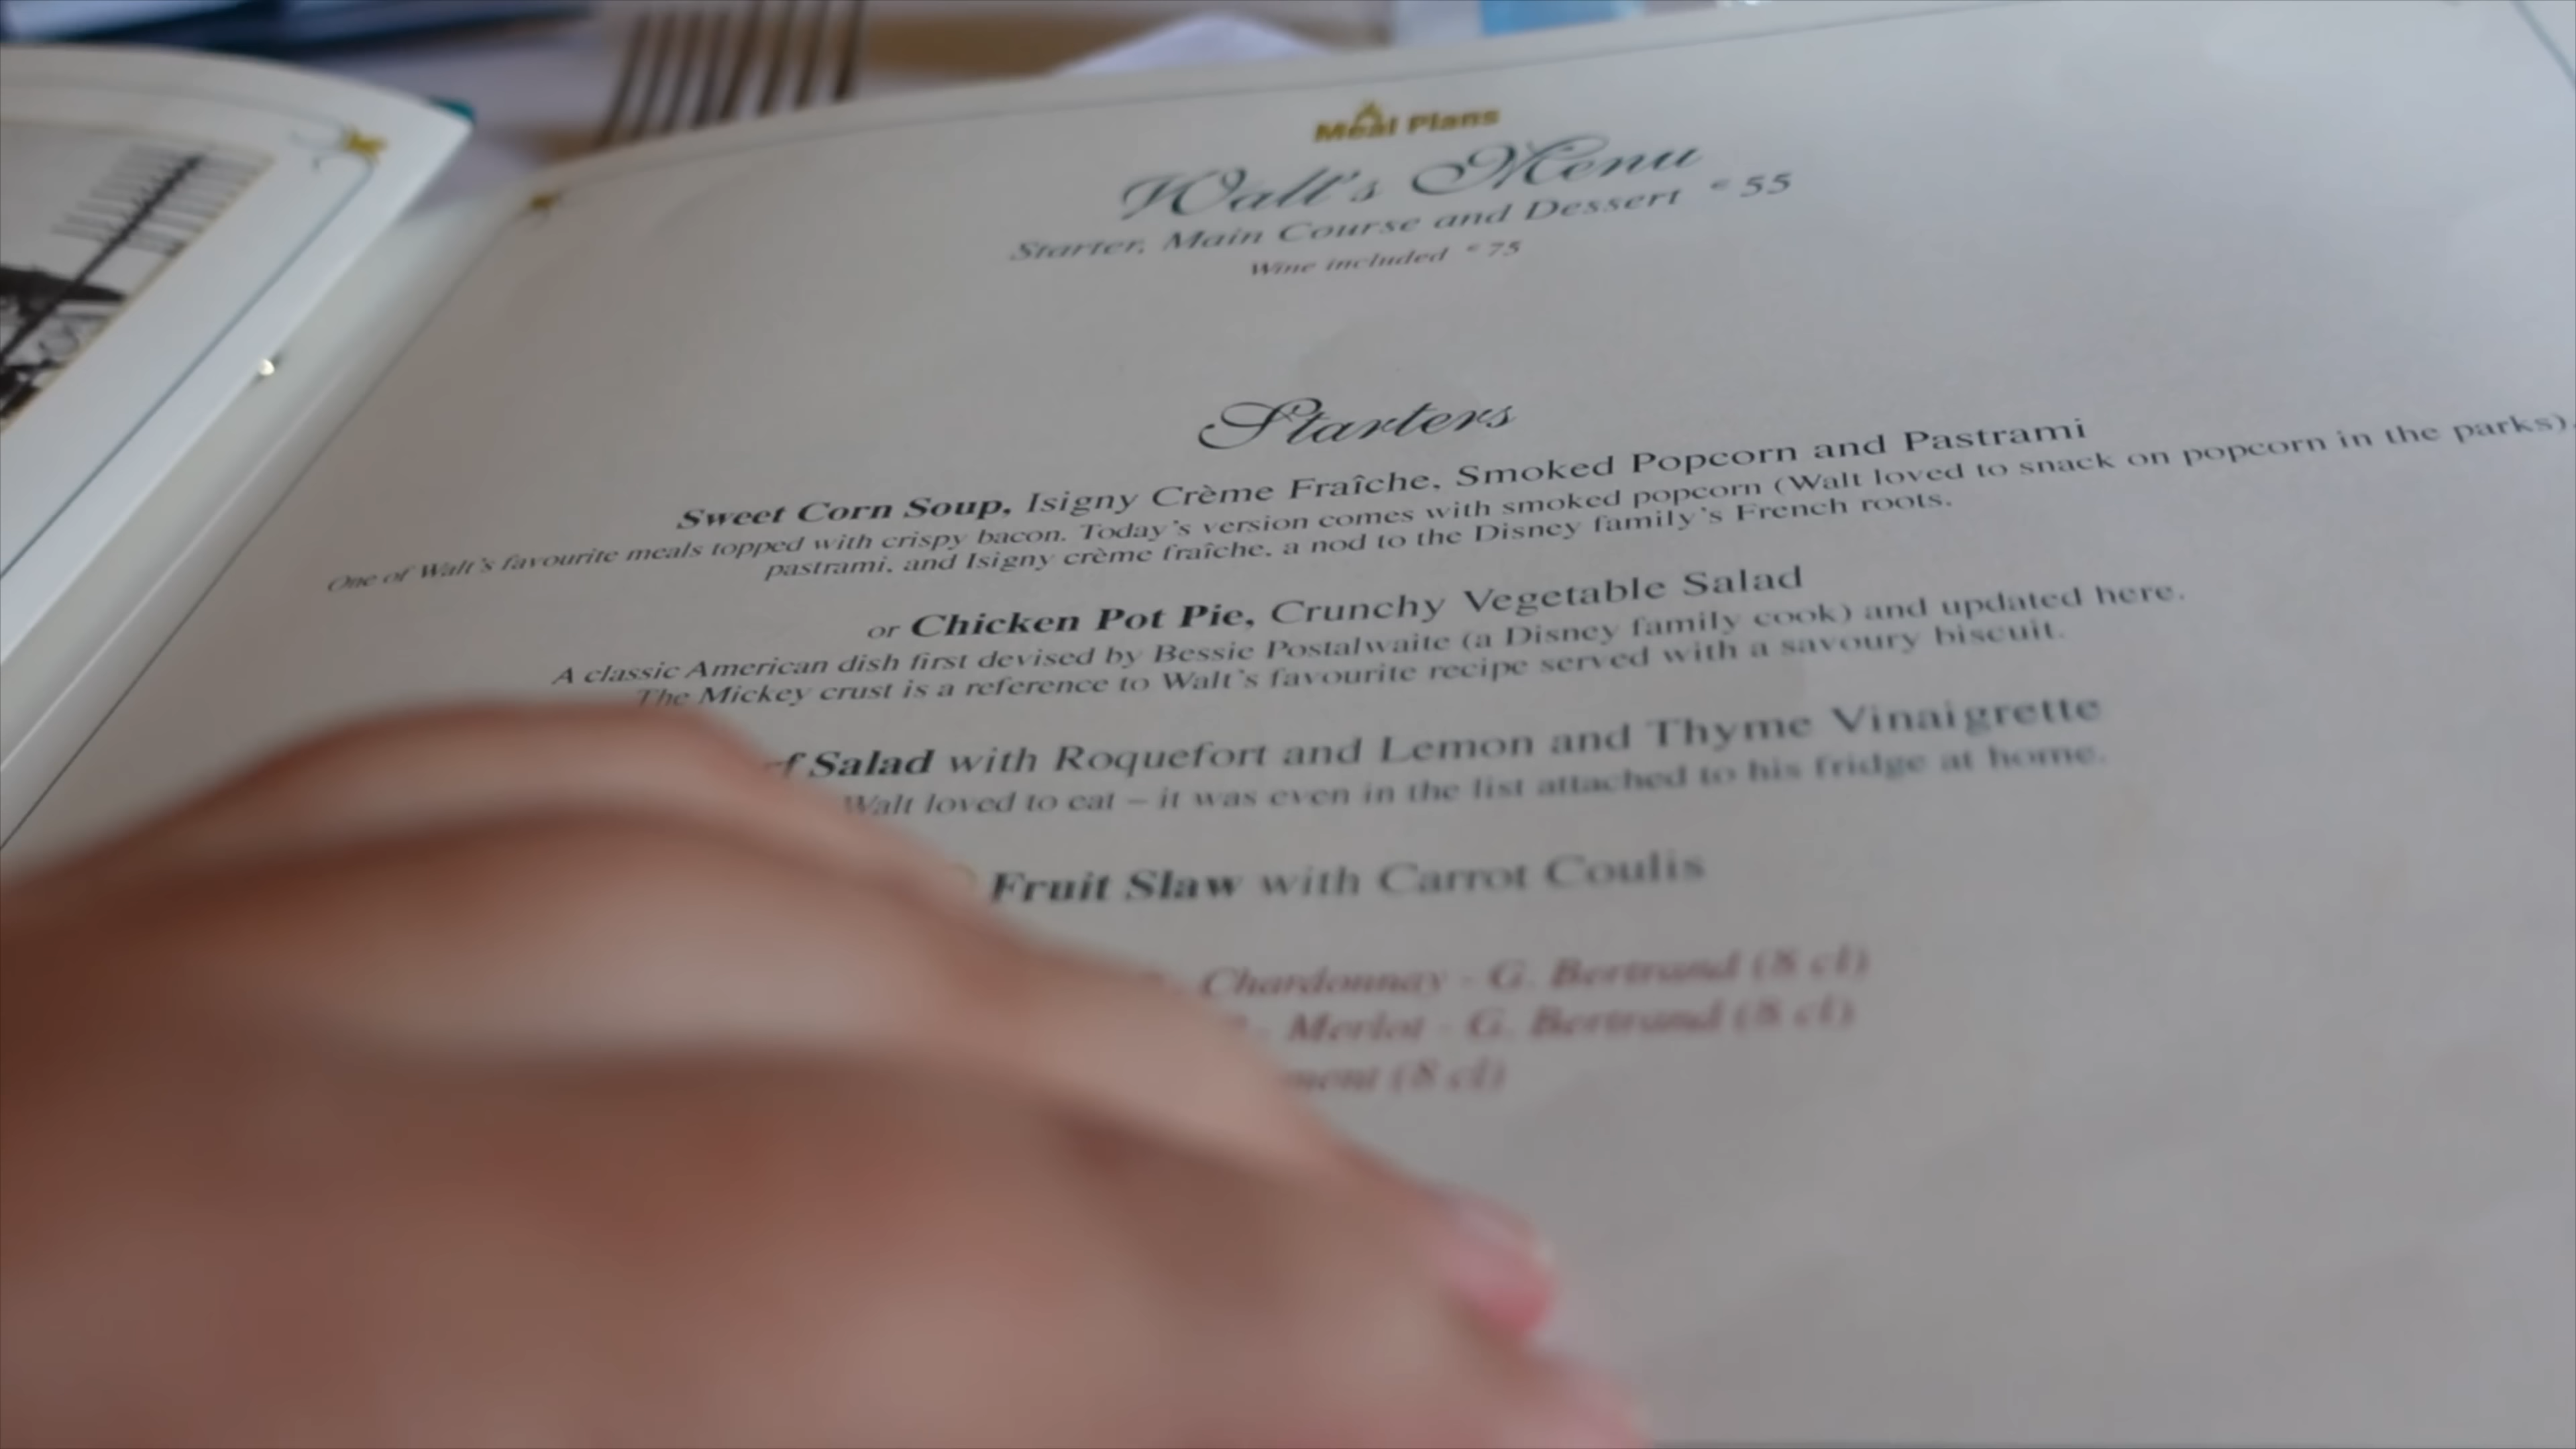 Meal Plans
Walt's Menu
Starter, Main Course and Dessert € 55
Wine included € 75
Starters
Sweet Corn Soup, Isigny Crème Fraîche, Smoked Popcorn and Pastrami
One of Walt's favourite meals topped with crispy bacon. Today's version comes with smoked popcorn (Walt loved to snack on popcorn in the parks),
pastrami, and Isigny crème fraîche, a nod to the Disney family's French roots.
or Chicken Pot Pie, Crunchy Vegetable Salad
A classic American dish first devised by Bessie Postalwaite (a Disney family cook) and updated here.
The Mickey crust is a reference to Walt's favourite recipe served with a savoury biscuit.
Salad with Roquefort and Lemon and Thyme Vinaigrette
Walt loved to eat – it was even in the list attached to his fridge at home.
Fruit Slaw with Carrot Coulis
- Chardonnay - G. Bertrand (8 cl)
- Merlot - G. Bertrand (8 cl)
(8 cl)